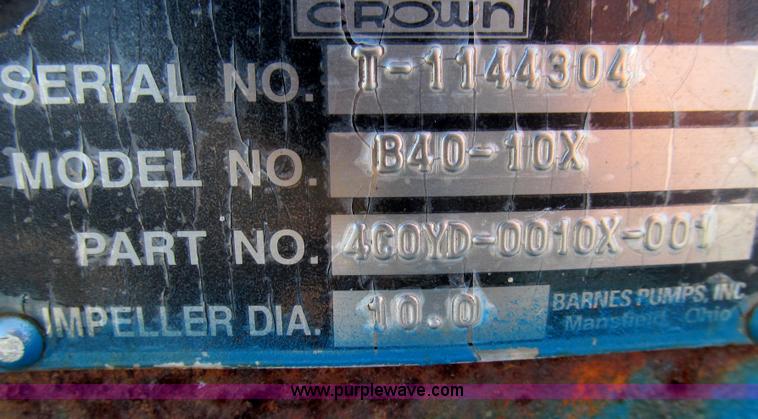 CROWN
SERIAL NO. I-1144304
MODEL NO. B40-10X
PART NO. 4C0YD-0010X-001
IMPELLER DIA. 10.0 BARNES PUMPS, INC
Mansfield, Ohio
www.purplewave.com